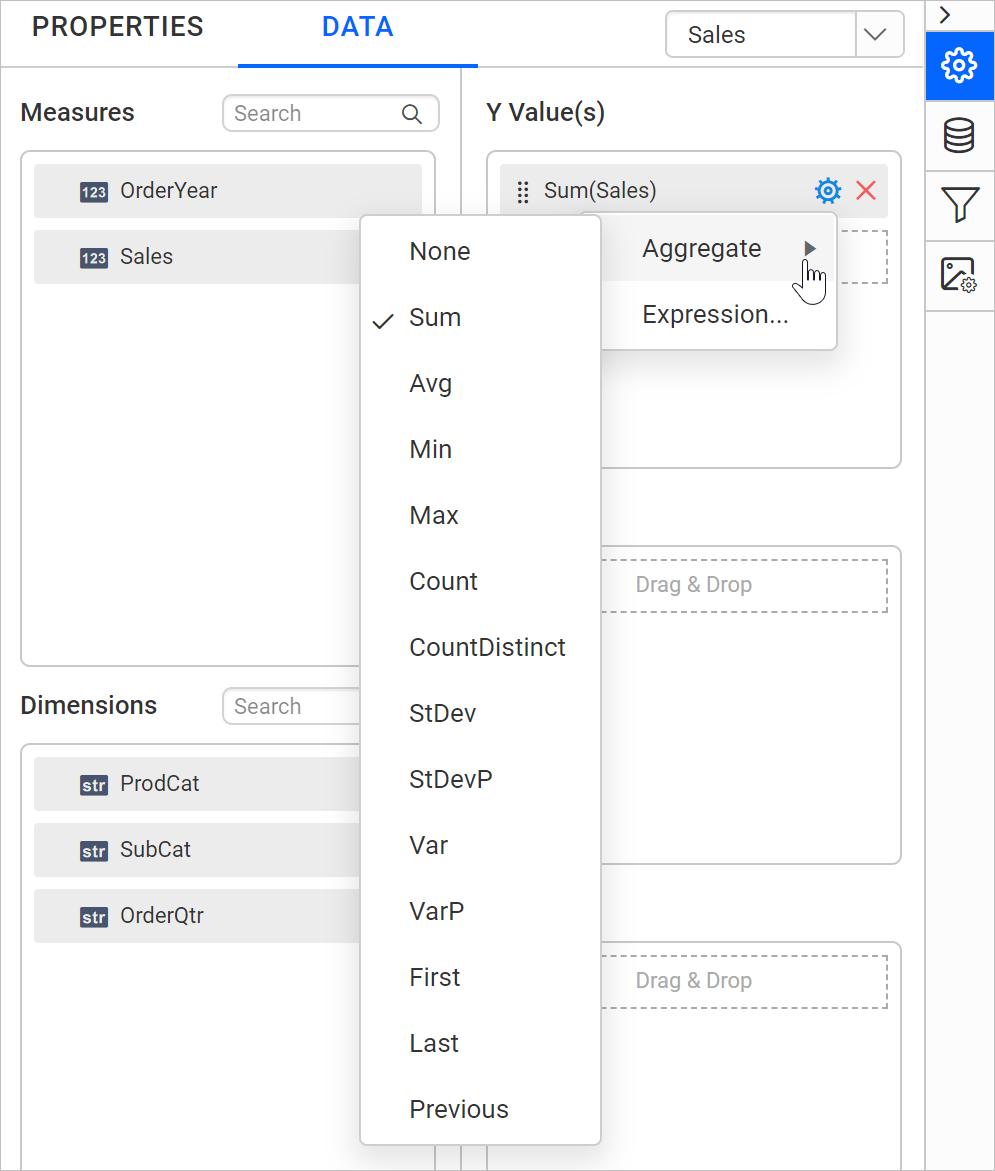 PROPERTIES
DATA
Sales
Measures
Search
Y Value(s)
123 OrderYear
123 Sales
Sum(Sales)
Aggregate
Expression...
None
Sum
Avg
Min
Max
Count
CountDistinct
StDev
StDevP
Var
VarP
First
Last
Previous
Drag & Drop
Dimensions
Search
str ProdCat
str SubCat
str OrderQtr
Drag & Drop